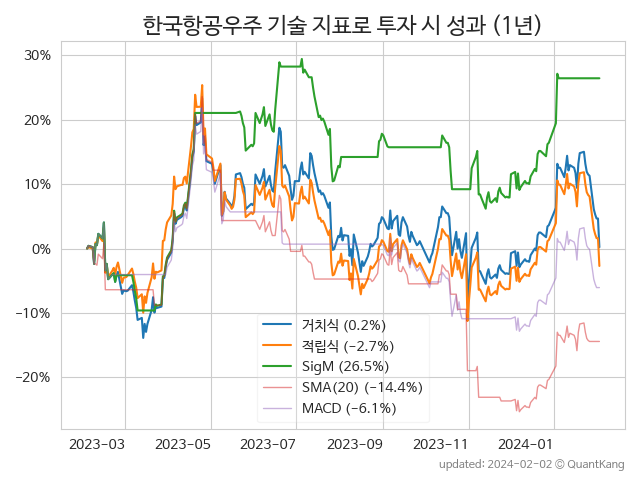 한국항공우주 기술 지표로 투자 시 성과 (1년)
30%
20%
10%
0%
−10%
−20%
거치식 (0.2%)
적립식 (−2.7%)
SigM (26.5%)
SMA(20) (−14.4%)
MACD (−6.1%)
2023-03
2023-05
2023-07
2023-09
2023-11
2024-01
updated: 2024-02-02 © QuantKang